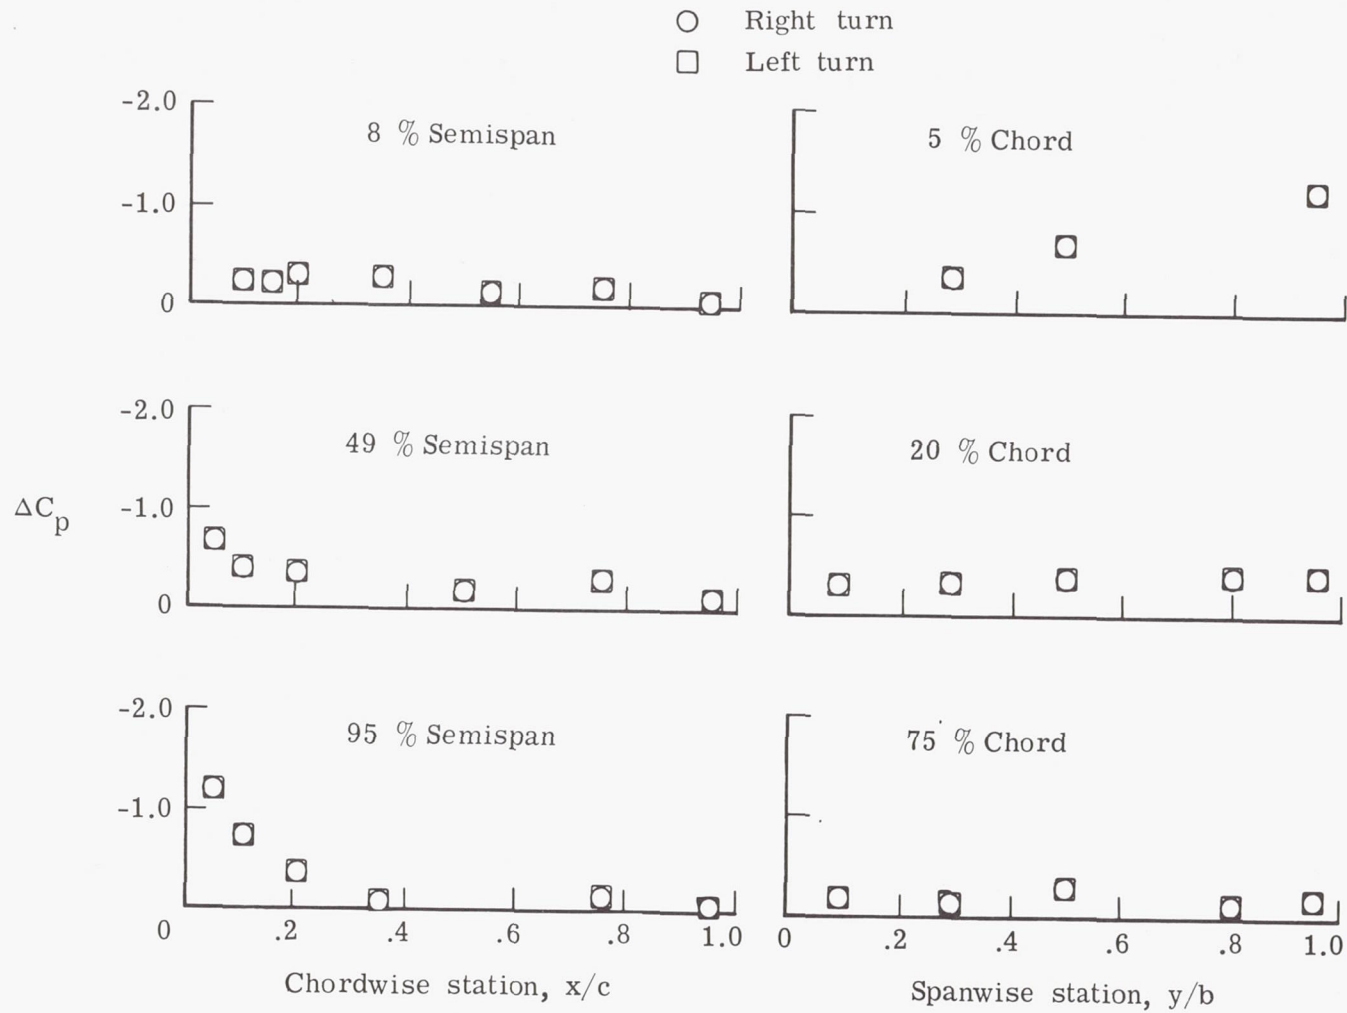 Right turn
Left turn
8 % Semispan
-2.0
-1.0
0
5 % Chord
49 % Semispan
-2.0
-1.0
0
20 % Chord
ΔCp
95 % Semispan
-2.0
-1.0
0 .2 .4 .6 .8 1.0
Chordwise station, x/c
75 % Chord
0 .2 .4 .6 .8 1.0
Spanwise station, y/b